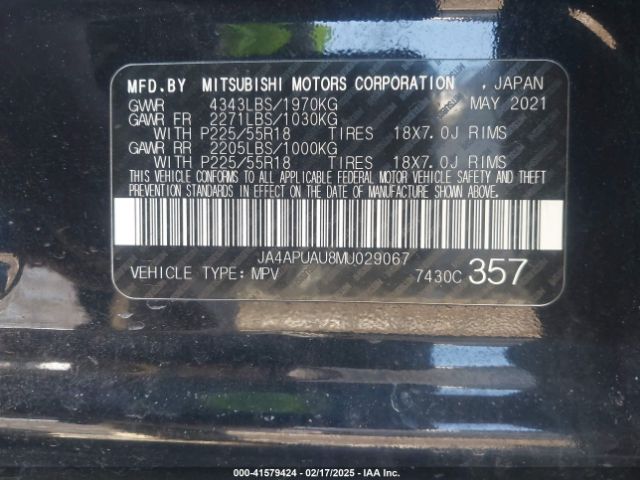 MFD.BY MITSUBISHI MOTORS CORPORATION , JAPAN
GVWR 4343LBS/1970KG MAY 2021
GAWR FR 2271LBS/1030KG
WITH P225/55R18 TIRES 18X7.0J RIMS
GAWR RR 2205LBS/1000KG
WITH P225/55R18 TIRES 18X7.0J RIMS
THIS VEHICLE CONFORMS TO ALL APPLICABLE FEDERAL MOTOR VEHICLE SAFETY AND THEFT
PREVENTION STANDARDS IN EFFECT ON THE DATE OF MANUFACTURE SHOWN ABOVE.
JA4APUAU8MU029067
VEHICLE TYPE: MPV 7430C 357
000-41579424 - 02/17/2025 - IAA Inc.